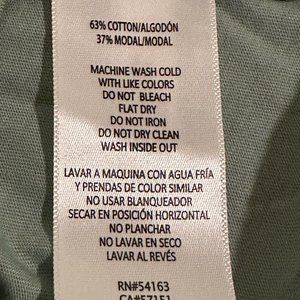 63% COTTON/ALGODÓN
37% MODAL/MODAL
MACHINE WASH COLD
WITH LIKE COLORS
DO NOT BLEACH
FLAT DRY
DO NOT IRON
DO NOT DRY CLEAN
WASH INSIDE OUT
LAVAR A MAQUINA CON AGUA FRÍA
Y PRENDAS DE COLOR SIMILAR
NO USAR BLANQUEADOR
SECAR EN POSICIÓN HORIZONTAL
NO PLANCHAR
NO LAVAR EN SECO
LAVAR AL REVÉS
RN#54163
CA#57151